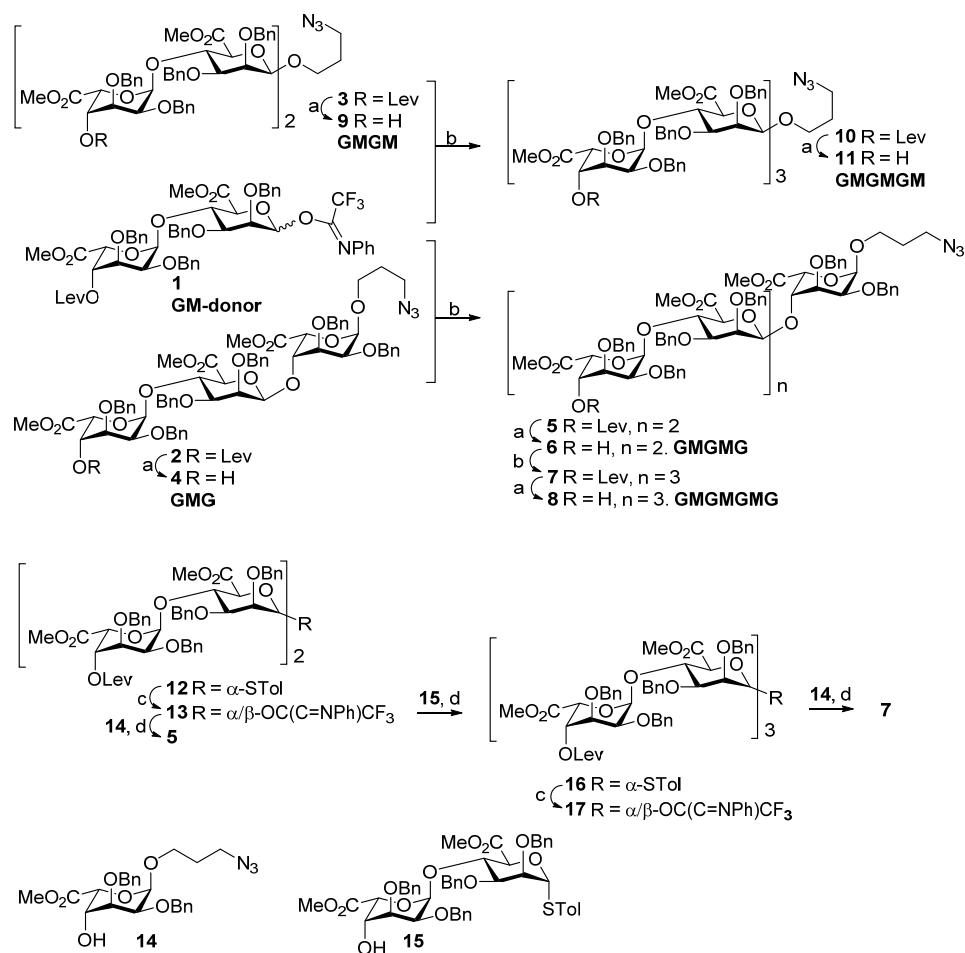 N3
MeO2C OBn
O O
OBn BnO O
MeO2C O OBn 2
OR
3 R = Lev
a 9 R = H
GMGM
b
N3
MeO2C OBn
O O
OBn BnO O
MeO2C O OBn 3
OR
10 R = Lev
a 11 R = H
GMGMGM
MeO2C OBn
O O CF3
OBn BnO O
MeO2C O OBn NPh
LevO
1
GM-donor
O N3
OBn
MeO2C O
MeO2C OBn OBn
O O
OBn BnO O
MeO2C O OBn
OR
2 R = Lev
a 4 R = H
GMG
b
O N3
OBn
MeO2C O
MeO2C OBn OBn
O O
OBn BnO O
MeO2C O OBn n
OR
5 R = Lev, n = 2
a 6 R = H, n = 2. GMGMG
b 7 R = Lev, n = 3
a 8 R = H, n = 3. GMGMGMG
MeO2C OBn
O O
OBn BnO R
MeO2C O OBn 2
OLev
12 R = α-STol
c 13 R = α/β-OC(C=NPh)CF3
14, d 5
15, d
MeO2C OBn
O O
OBn BnO R
MeO2C O OBn 3
OLev
16 R = α-STol
c 17 R = α/β-OC(C=NPh)CF3
14, d
7
O N3
OBn
MeO2C O
OBn
OH 14
MeO2C OBn
O O
OBn BnO
MeO2C O STol
OBn
OH 15